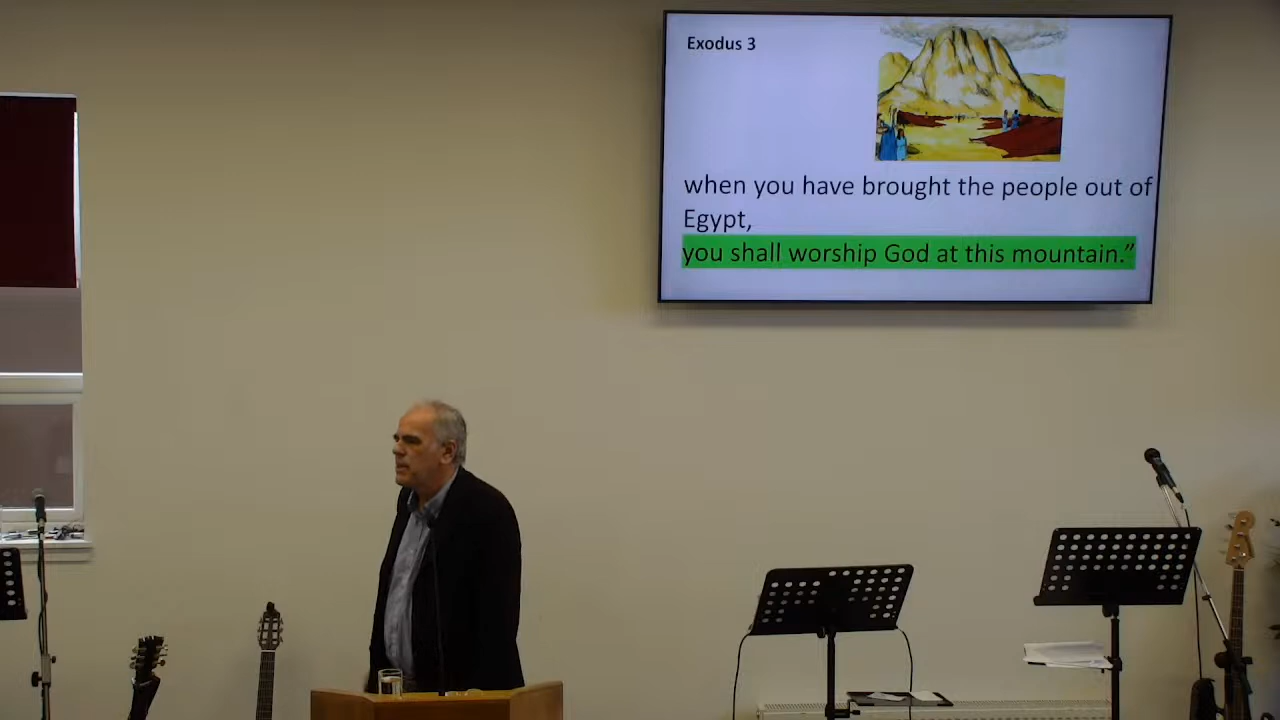 Exodus 3
when you have brought the people out of
Egypt,
you shall worship God at this mountain.”